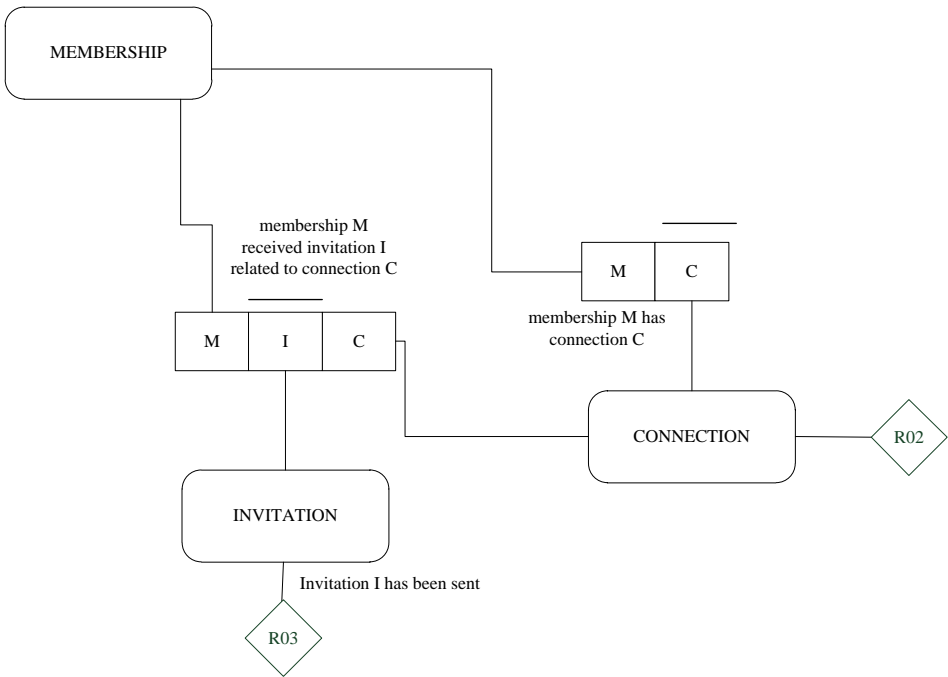 MEMBERSHIP
membership M
received invitation I
related to connection C
M
C
membership M has
connection C
M
I
C
CONNECTION
R02
INVITATION
Invitation I has been sent
R03